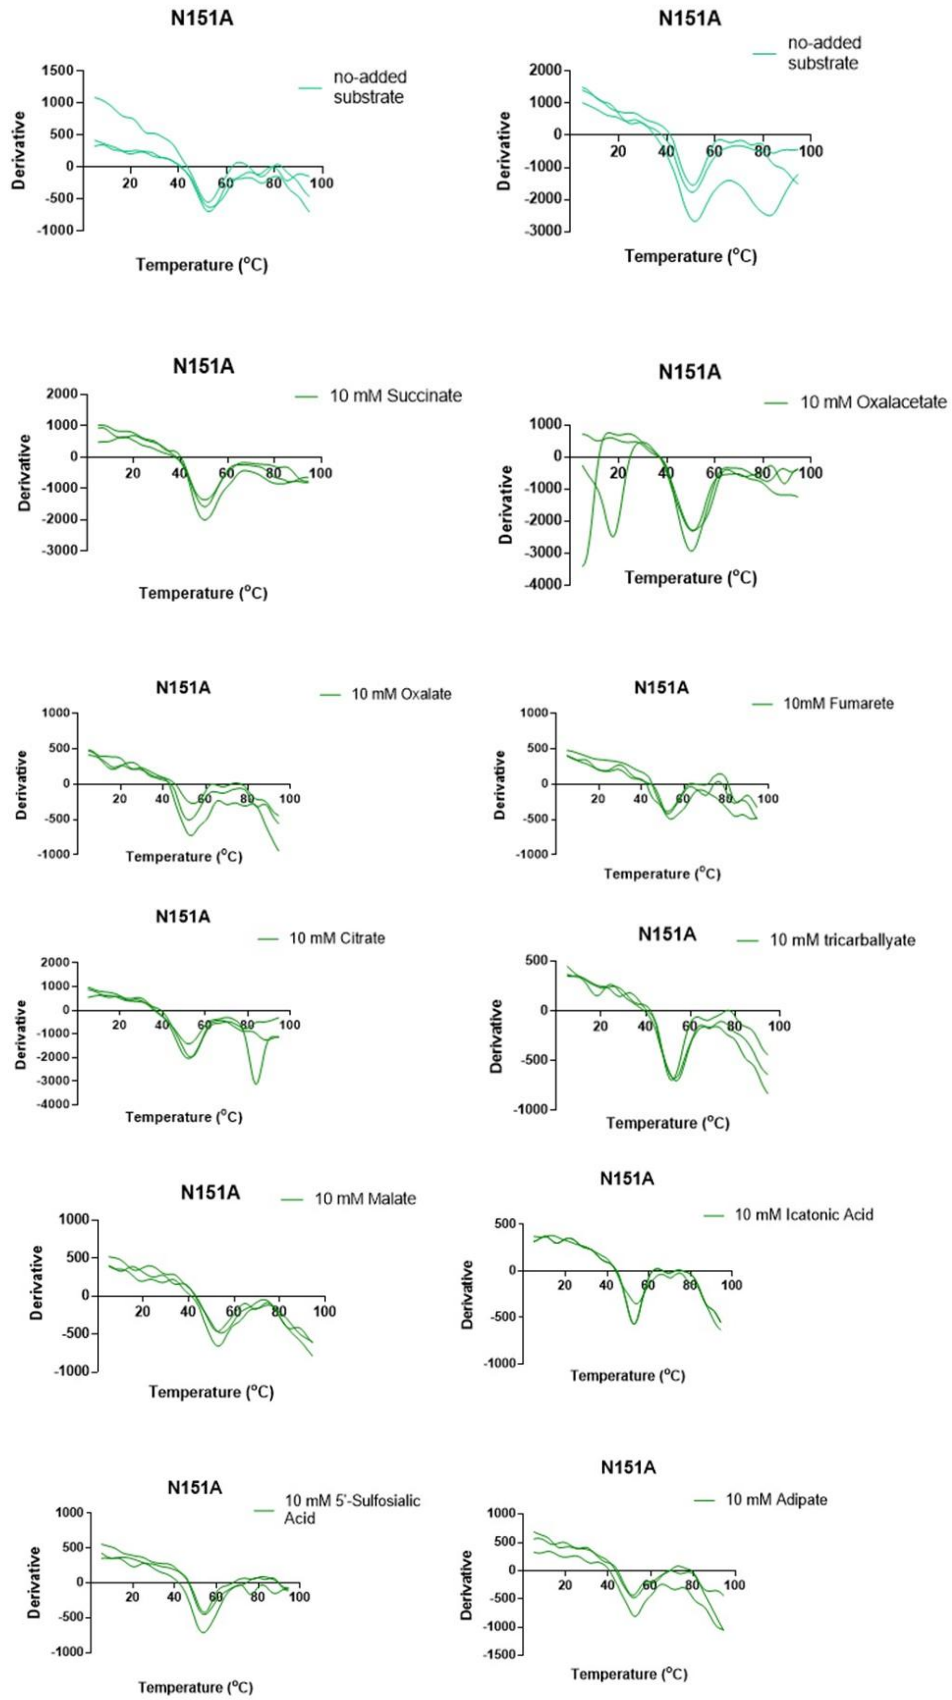 N151A
no-added
substrate
1500
1000
500
0
-500
-1000
20
40
60
80
100
Derivative
Temperature (°C)
N151A
no-added
substrate
2000
1000
0
-1000
-2000
-3000
20
40
60
80
100
Derivative
Temperature (°C)
N151A
10 mM Succinate
2000
1000
0
-1000
-2000
-3000
20
40
60
80
100
Derivative
Temperature (°C)
N151A
10 mM Oxalacetate
1000
0
-1000
-2000
-3000
-4000
20
40
60
80
100
Derivative
Temperature (°C)
N151A
10 mM Oxalate
1000
500
0
-500
-1000
20
40
60
80
100
Derivative
Temperature (°C)
N151A
10mM Fumarete
1000
500
0
-500
-1000
20
40
60
80
100
Derivative
Temperature (°C)
N151A
10 mM Citrate
2000
1000
0
-1000
-2000
-3000
-4000
20
40
60
80
100
Derivative
Temperature (°C)
N151A
10 mM tricarballyate
500
0
-500
-1000
20
40
60
80
100
Derivative
Temperature (°C)
N151A
10 mM Malate
1000
500
0
-500
-1000
20
40
60
80
100
Derivative
Temperature (°C)
N151A
10 mM Icatonic Acid
500
0
-500
-1000
20
40
60
80
100
Derivative
Temperature (°C)
N151A
10 mM 5'-Sulfosialic
Acid
1000
500
0
-500
-1000
20
40
60
80
100
Derivative
Temperature (°C)
N151A
10 mM Adipate
1000
500
0
-500
-1000
-1500
20
40
60
80
100
Derivative
Temperature (°C)